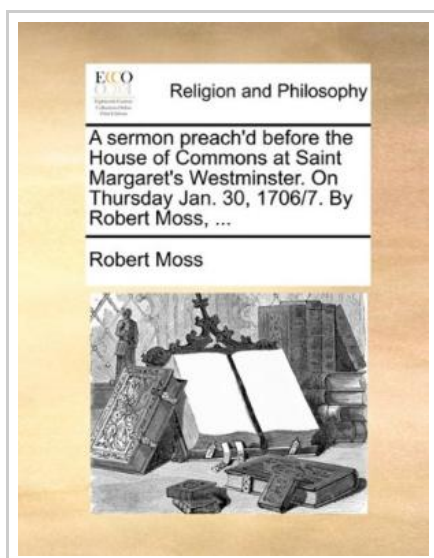 ECCO
Religion and Philosophy
A sermon preach'd before the
House of Commons at Saint
Margaret's Westminster. On
Thursday Jan. 30, 1706/7. By
Robert Moss, ...
Robert Moss